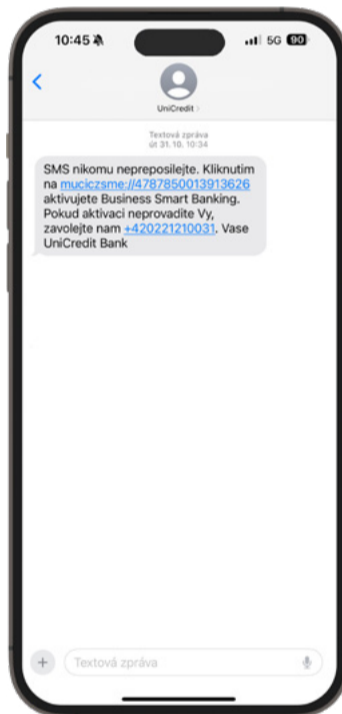 10:45
5G 90
UniCredit
Textová zpráva
út 31. 10. 10:34
SMS nikomu nepreposilejte. Kliknutim
na muciczsme://4787850013913626
aktivujete Business Smart Banking.
Pokud aktivaci neprovadite Vy,
zavolejte nam +420221210031. Vase
UniCredit Bank
Textová zpráva